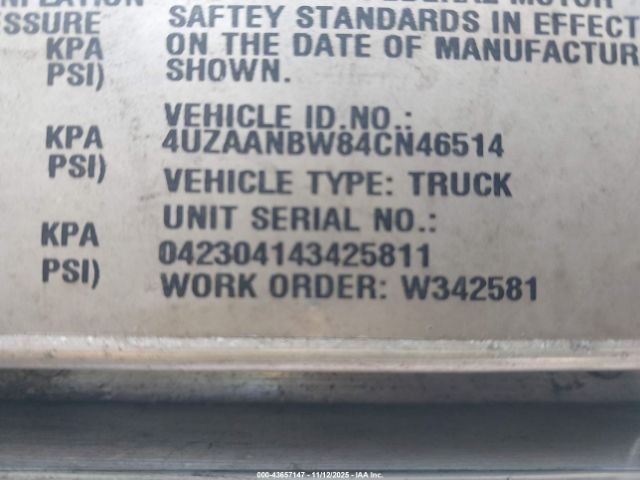 SSURE SAFTEY STANDARDS IN EFFECT
KPA ON THE DATE OF MANUFACTUR
PSI) SHOWN.
VEHICLE ID.NO.:
KPA 4UZAANBW84CN46514
PSI)
VEHICLE TYPE: TRUCK
UNIT SERIAL NO.:
KPA
042304143425811
PSI) WORK ORDER: W342581
000-43657147 - 11/12/2025 - IAA Inc.